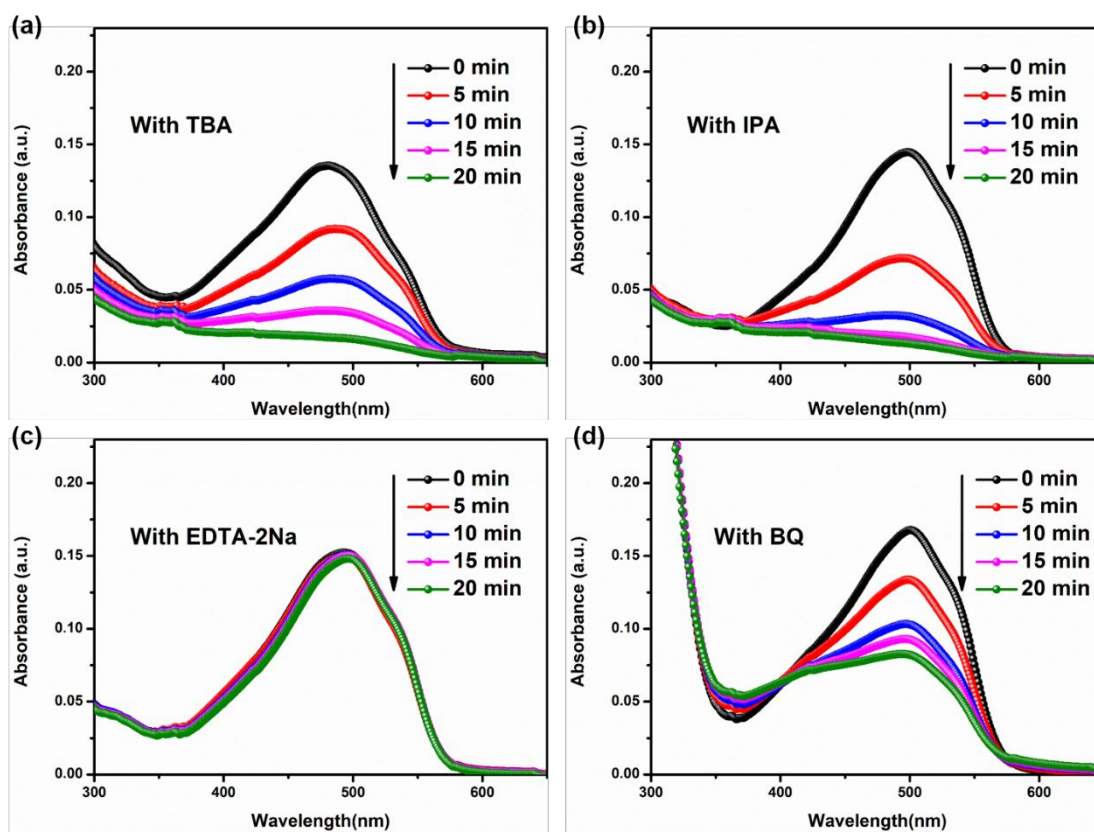 (a)
0.20
0.15
0.10
0.05
0.00
Absorbance (a.u.)
With TBA
0 min
5 min
10 min
15 min
20 min
300 400 500 600
Wavelength(nm)
(b)
0.20
0.15
0.10
0.05
0.00
Absorbance (a.u.)
With IPA
0 min
5 min
10 min
15 min
20 min
300 400 500 600
Wavelength(nm)
(c)
0.20
0.15
0.10
0.05
0.00
Absorbance (a.u.)
With EDTA-2Na
0 min
5 min
10 min
15 min
20 min
300 400 500 600
Wavelength(nm)
(d)
0.20
0.15
0.10
0.05
0.00
Absorbance (a.u.)
With BQ
0 min
5 min
10 min
15 min
20 min
300 400 500 600
Wavelength(nm)